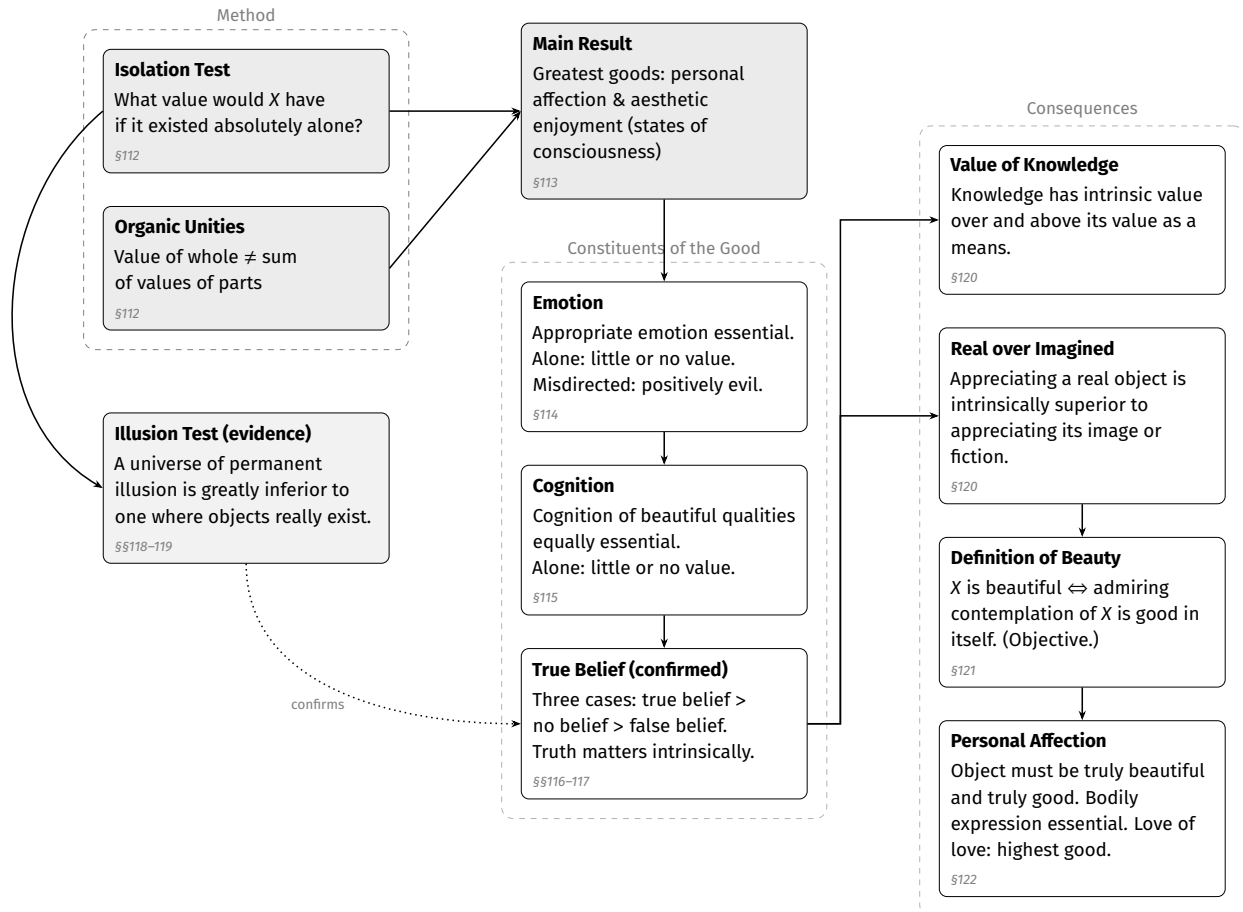 Method
Isolation Test
What value would X have
if it existed absolutely alone?
§112
Organic Unities
Value of whole ≠ sum
of values of parts
§112
Illusion Test (evidence)
A universe of permanent
illusion is greatly inferior to
one where objects really exist.
§§118–119
confirms
Main Result
Greatest goods: personal
affection & aesthetic
enjoyment (states of
consciousness)
§113
Constituents of the Good
Emotion
Appropriate emotion essential.
Alone: little or no value.
Misdirected: positively evil.
§114
Cognition
Cognition of beautiful qualities
equally essential.
Alone: little or no value.
§115
True Belief (confirmed)
Three cases: true belief >
no belief > false belief.
Truth matters intrinsically.
§§116–117
Consequences
Value of Knowledge
Knowledge has intrinsic value
over and above its value as a
means.
§120
Real over Imagined
Appreciating a real object is
intrinsically superior to
appreciating its image or
fiction.
§120
Definition of Beauty
X is beautiful ⇔ admiring
contemplation of X is good in
itself. (Objective.)
§121
Personal Affection
Object must be truly beautiful
and truly good. Bodily
expression essential. Love of
love: highest good.
§122